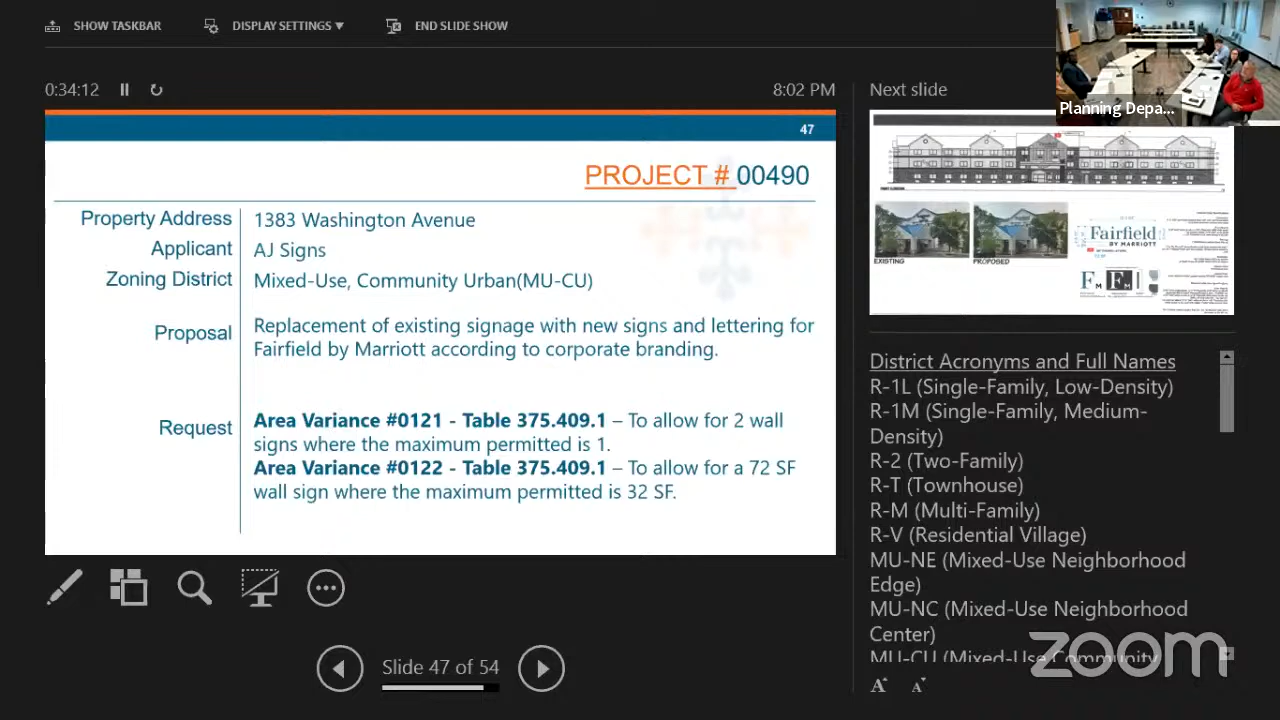 SHOW TASKBAR
DISPLAY SETTINGS ▼
END SLIDE SHOW
0:34:12
8:02 PM
Next slide
Planning Depa...
47
PROJECT # 00490
Property Address
1383 Washington Avenue
Applicant
AJ Signs
Zoning District
Mixed-Use, Community Urban(MU-CU)
Proposal
Replacement of existing signage with new signs and lettering for
Fairfield by Marriott according to corporate branding.
Request
Area Variance #0121 - Table 375.409.1 – To allow for 2 wall
signs where the maximum permitted is 1.
Area Variance #0122 - Table 375.409.1 – To allow for a 72 SF
wall sign where the maximum permitted is 32 SF.
Slide 47 of 54
EXISTING
PROPOSED
Fairfield
BY MARRIOTT
District Acronyms and Full Names
R-1L (Single-Family, Low-Density)
R-1M (Single-Family, Medium-
Density)
R-2 (Two-Family)
R-T (Townhouse)
R-M (Multi-Family)
R-V (Residential Village)
MU-NE (Mixed-Use Neighborhood
Edge)
MU-NC (Mixed-Use Neighborhood
Center)
MU-CU (Mixed-Use Community
zoom
A A